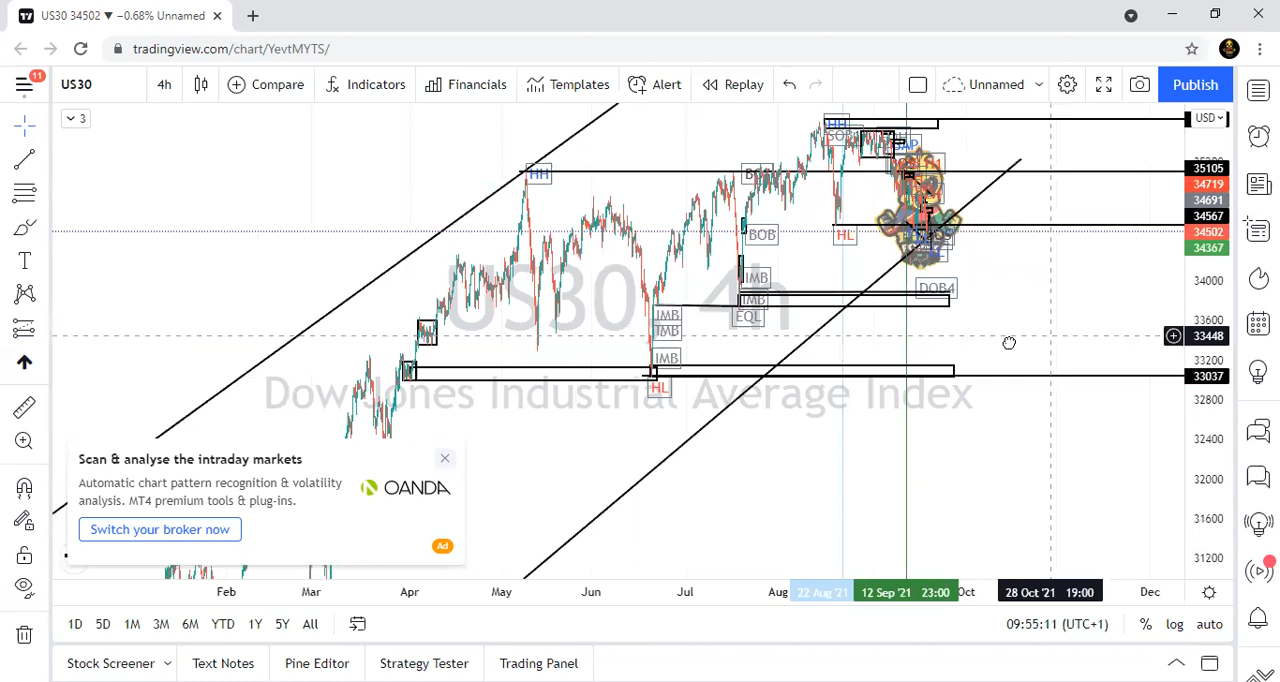 US30 34502 ▼ −0.68% Unnamed
tradingview.com/chart/YevtMYTS/
11
US30 4h Compare Indicators Financials Templates Alert Replay Unnamed Publish
3
USD
HH
HH
BOB
HL
IMB
IMB
EQL
IMB
IMB
IMB
HL
DOB4
35105
34719
34691
34567
34502
34367
34000
33600
33448
33200
33037
32800
32400
32000
31600
31200
US30 4h
Dow Jones Industrial Average Index
Scan & analyse the intraday markets
Automatic chart pattern recognition & volatility
analysis. MT4 premium tools & plug-ins.
OANDA
Switch your broker now
Ad
Feb Mar Apr May Jun Jul Aug 22 Aug '21 12 Sep '21 23:00 Oct 28 Oct '21 19:00 Dec
1D 5D 1M 3M 6M YTD 1Y 5Y All
09:55:11 (UTC+1) % log auto
Stock Screener Text Notes Pine Editor Strategy Tester Trading Panel